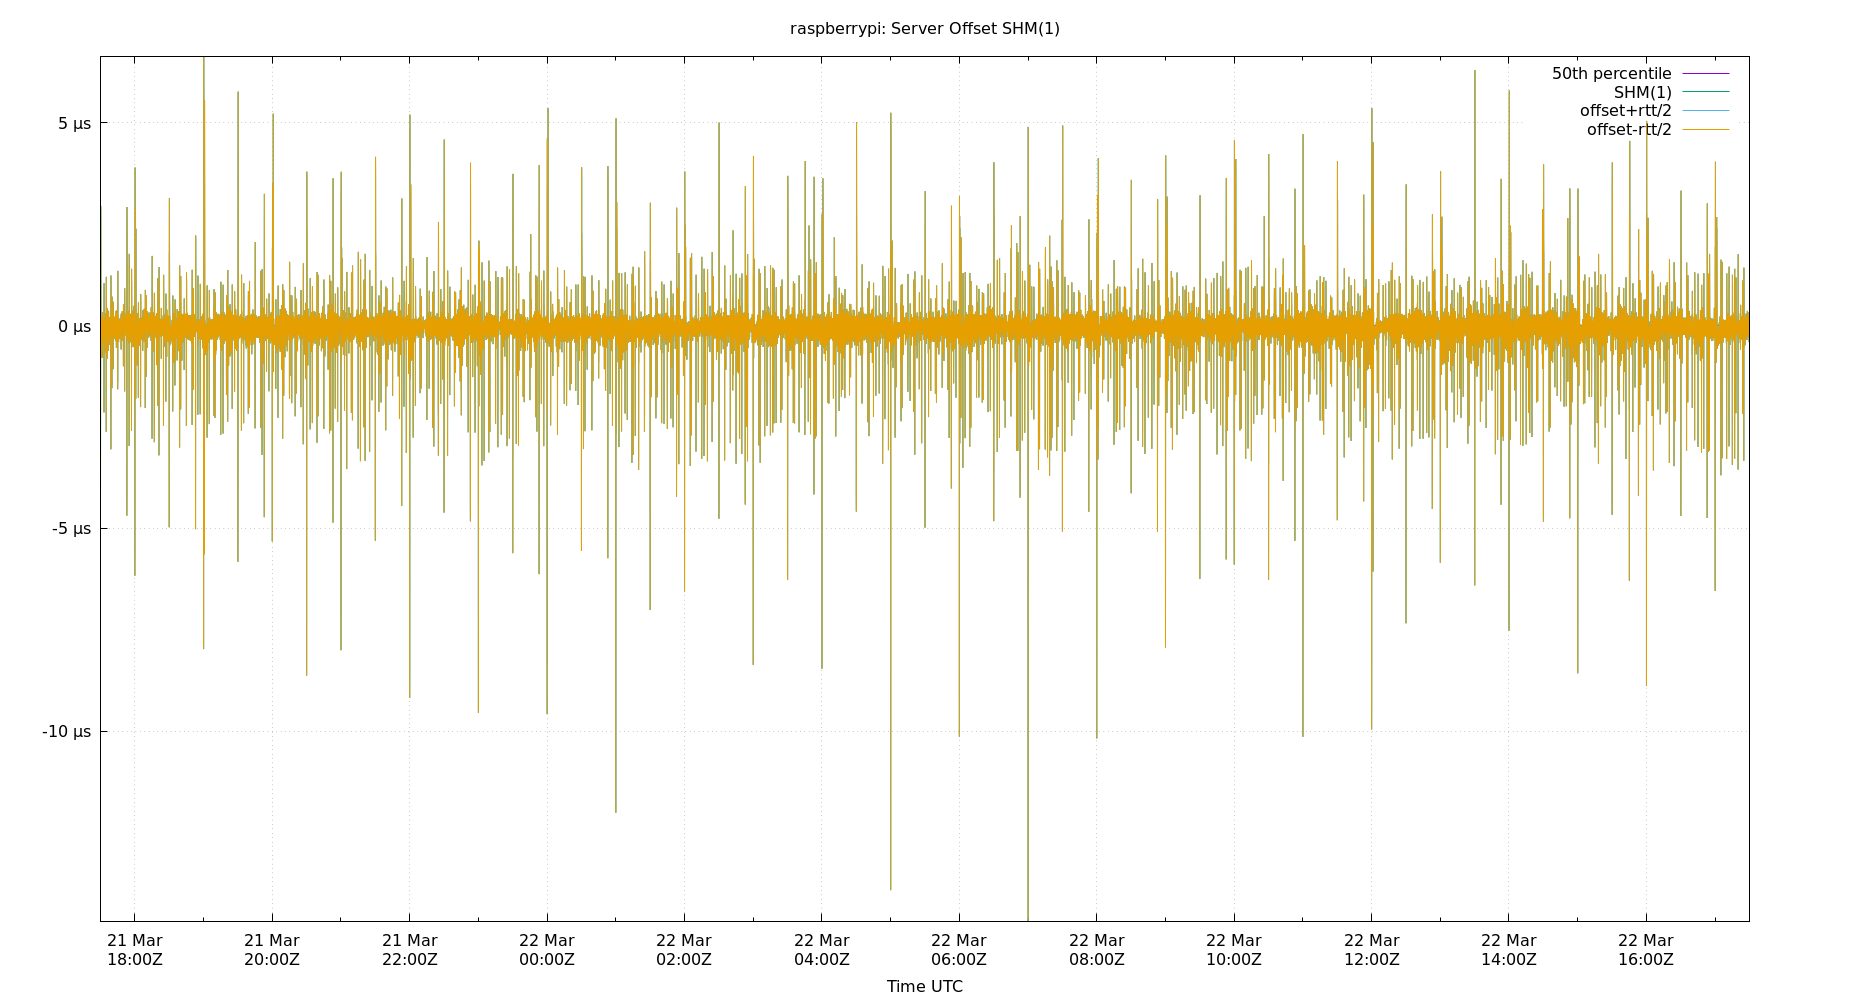 raspberrypi: Server Offset SHM(1)
50th percentile
SHM(1)
offset+rtt/2
offset-rtt/2
5 µs
0 µs
-5 µs
-10 µs
21 Mar 21 Mar 21 Mar 22 Mar 22 Mar 22 Mar 22 Mar 22 Mar 22 Mar 22 Mar 22 Mar 22 Mar
18:00Z 20:00Z 22:00Z 00:00Z 02:00Z 04:00Z 06:00Z 08:00Z 10:00Z 12:00Z 14:00Z 16:00Z
Time UTC